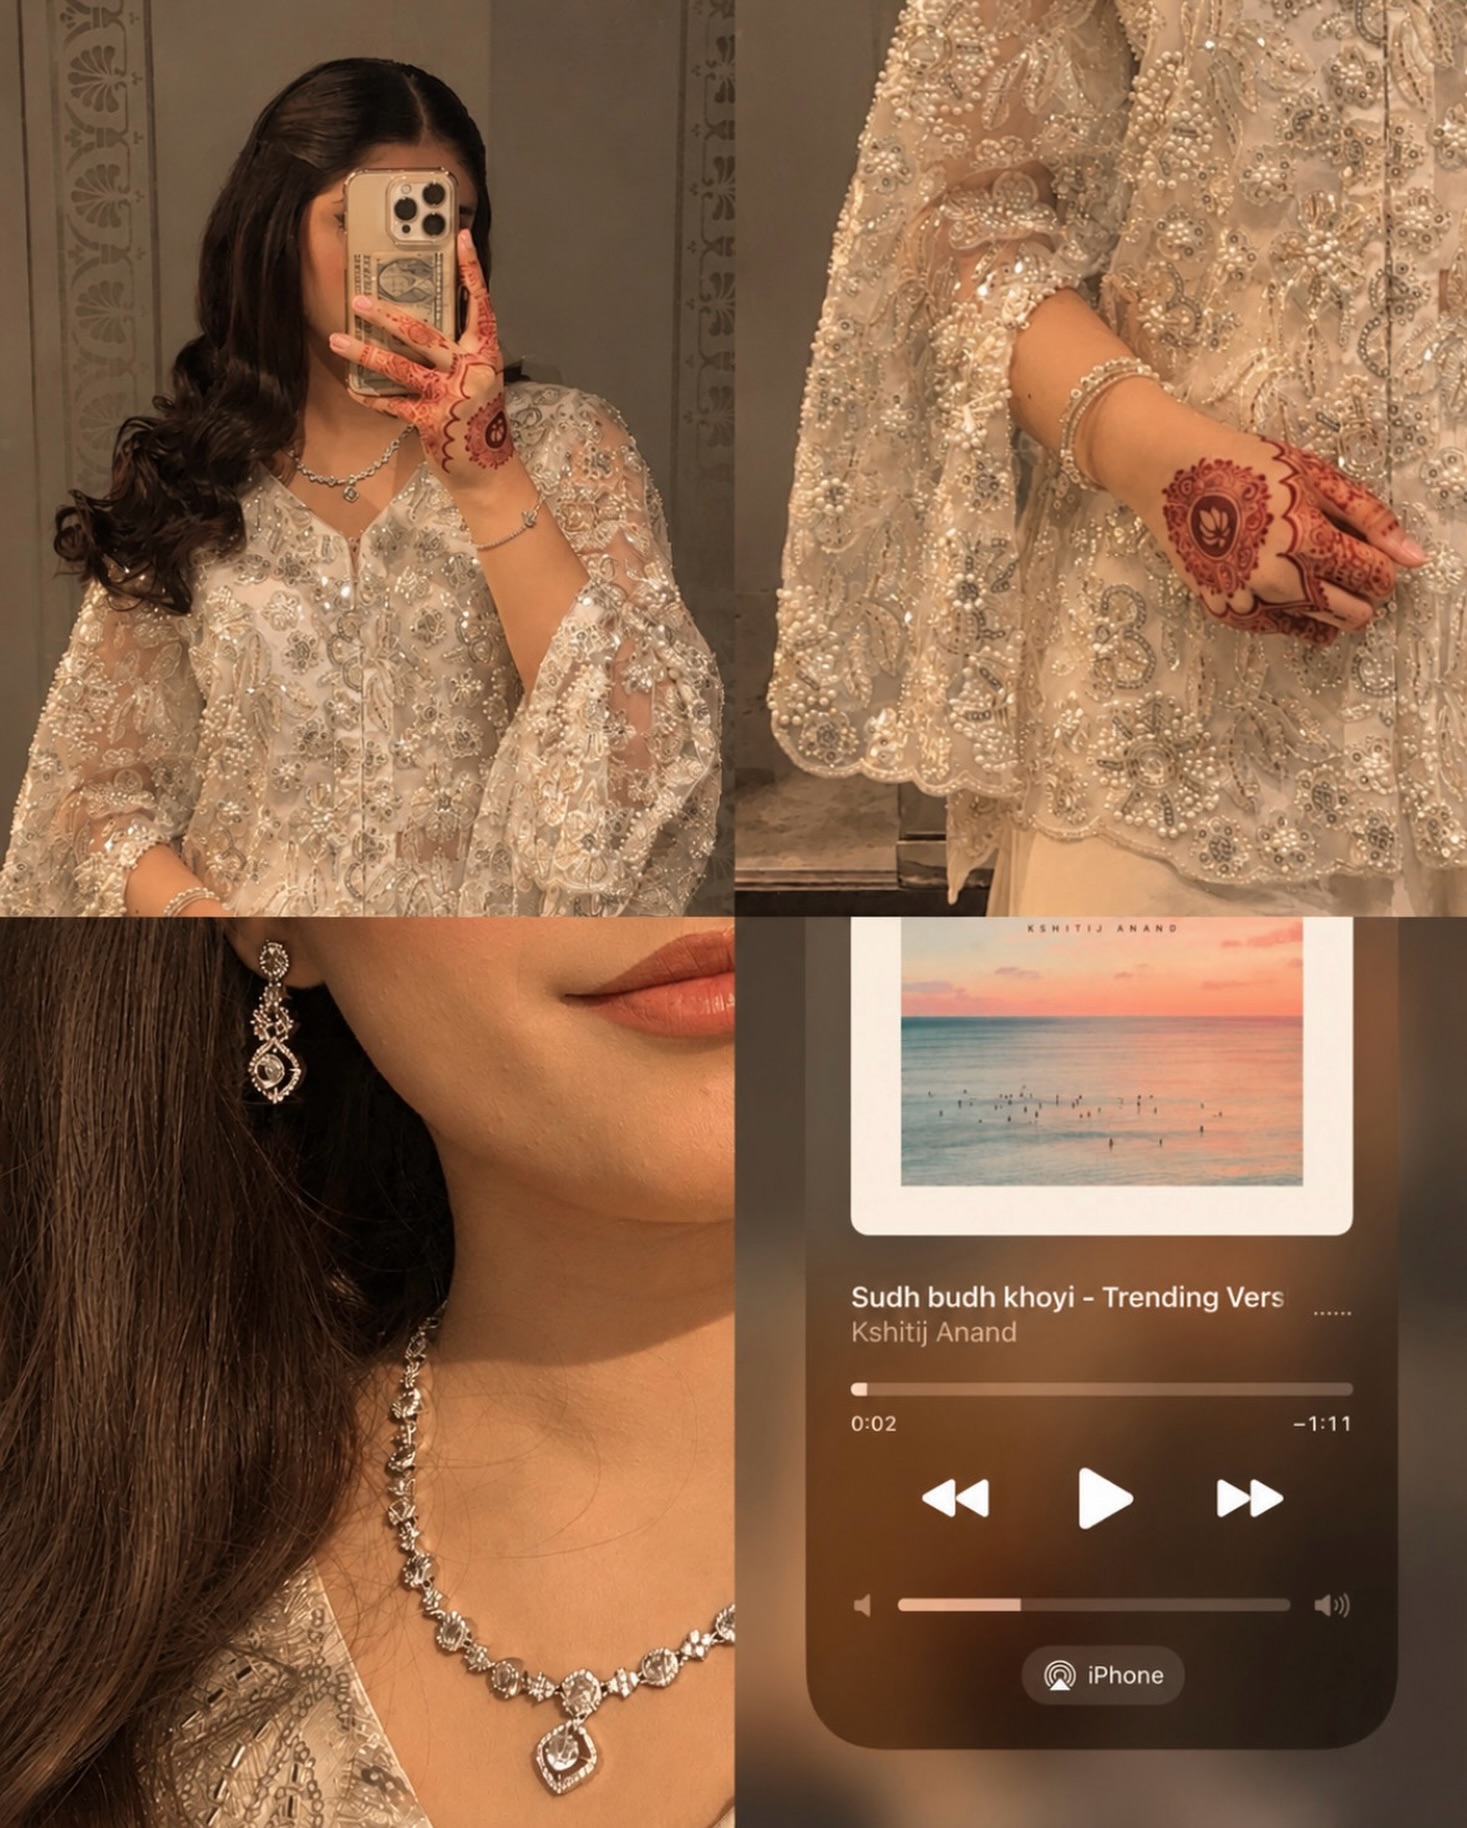 KSHITIJ ANAND
Sudh budh khoyi - Trending Vers
Kshitij Anand
0:02
−1:11
iPhone